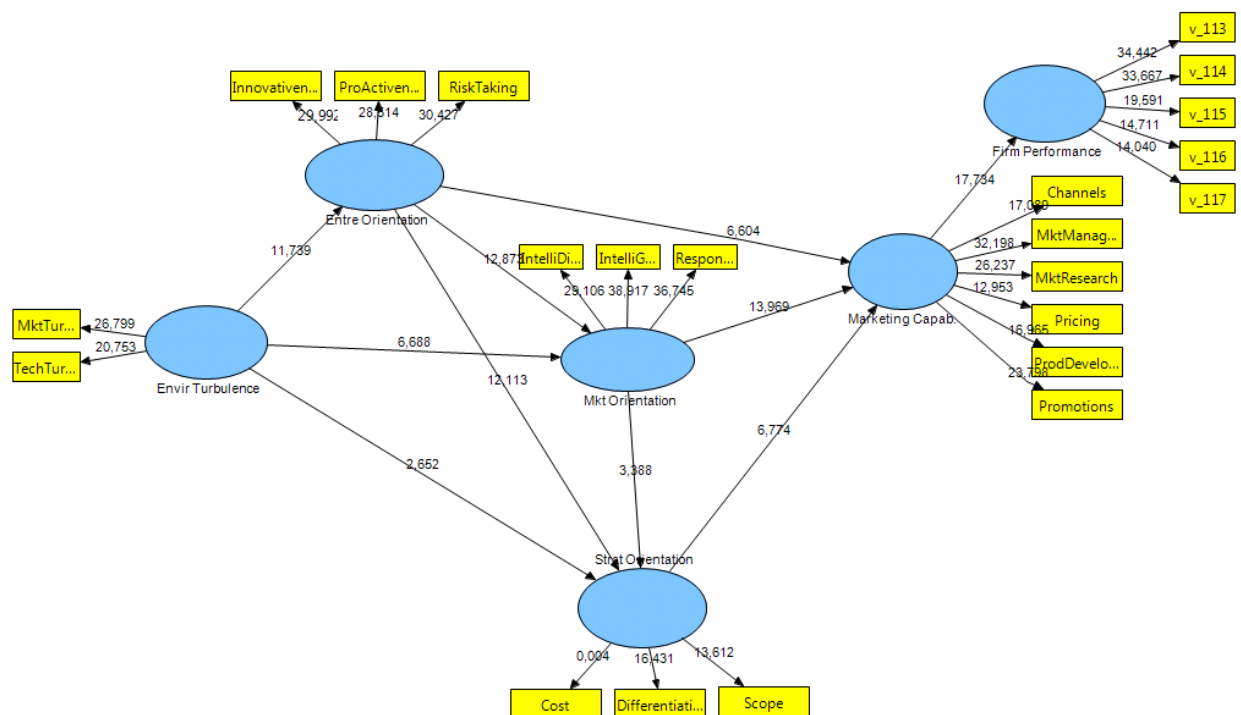 v_113
34,442
v_114
33,667
v_115
19,591
v_116
14,711
v_117
14,040
Firm Performance
Innovativen...
ProActiven...
RiskTaking
29,992
30,427
Entre Orientation
17,734
Channels
MktManag...
32,198
MktResearch
26,237
Pricing
12,953
ProdDevelo...
16,965
Promotions
23,798
Marketing Capab.
6,604
11,739
12,873
IntelliDi...
IntelliG...
Respon...
29,106
38,917
36,745
13,969
MktTur...
26,799
TechTur...
20,753
Envir Turbulence
6,688
Mkt Orientation
12,113
6,774
2,652
3,388
Strat Orientation
0,004
16,431
13,612
Cost
Differentiati...
Scope